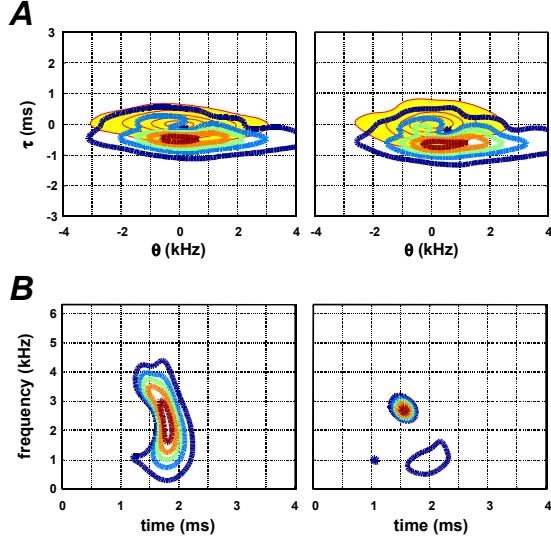 A
3
2
1
0
-1
-2
-3
τ (ms)
-4 -2 0 2 4
-4 -2 0 2 4
θ (kHz)
θ (kHz)
B
6
5
4
3
2
1
0
frequency (kHz)
0 1 2 3 4
0 1 2 3 4
time (ms)
time (ms)